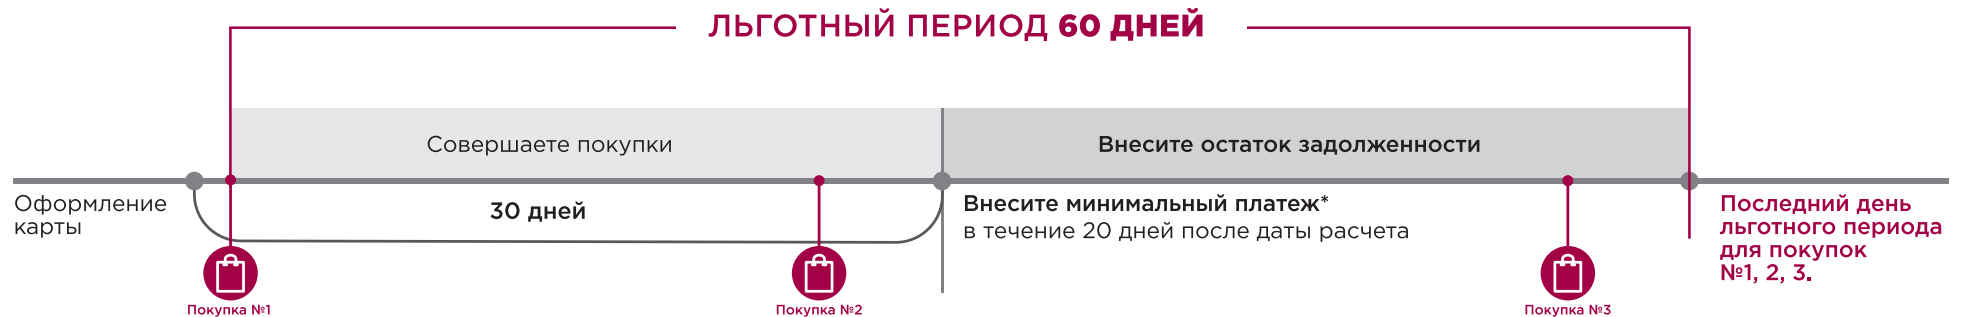 ЛЬГОТНЫЙ ПЕРИОД 60 ДНЕЙ
Совершаете покупки
Внесите остаток задолженности
Оформление
карты
30 дней
Внесите минимальный платеж*
в течение 20 дней после даты расчета
Последний день
льготного периода
для покупок
№1, 2, 3.
Покупка №1
Покупка №2
Покупка №3